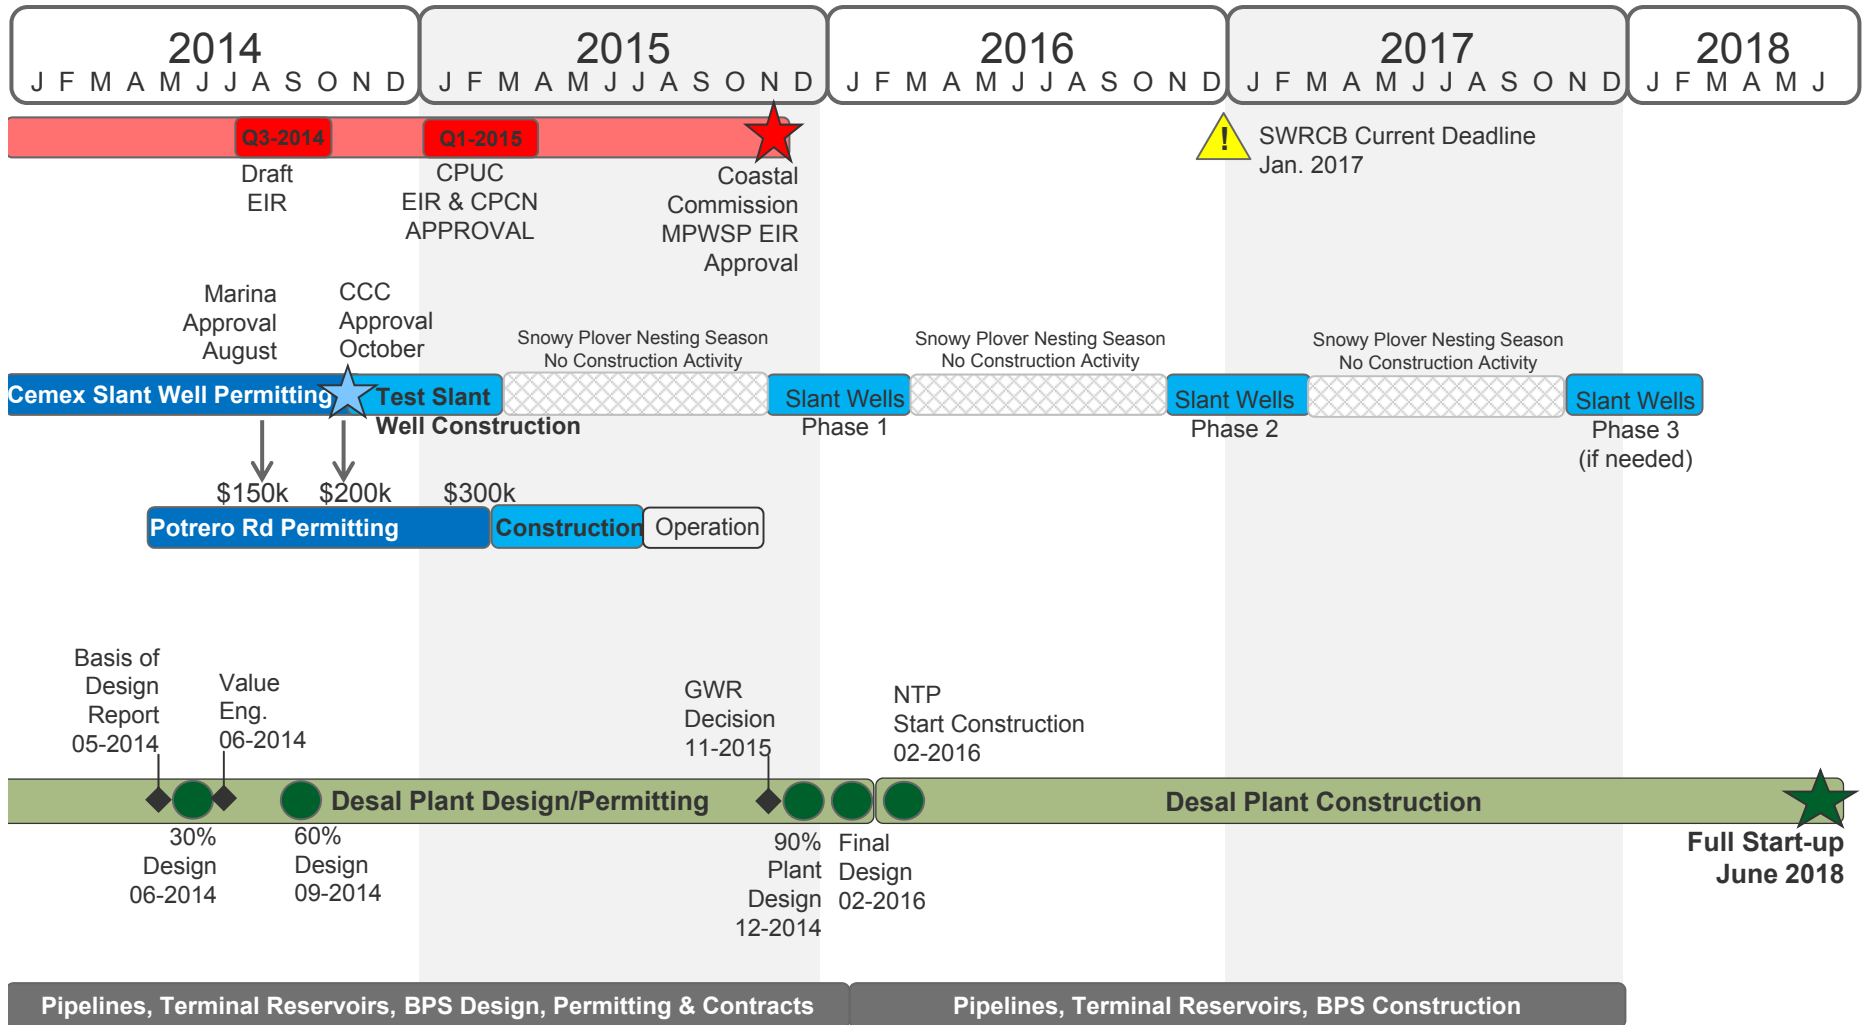 2014
2015
2016
2017
2018
J F M A M J J A S O N D
J F M A M J J A S O N D
J F M A M J J A S O N D
J F M A M J J A S O N D
J F M A M J
Q3-2014
Q1-2015
Draft
EIR
CPUC
EIR & CPCN
APPROVAL
Coastal
Commission
MPWSP EIR
Approval
!
SWRCB Current Deadline
Jan. 2017
Marina
Approval
August
CCC
Approval
October
Snowy Plover Nesting Season
No Construction Activity
Snowy Plover Nesting Season
No Construction Activity
Snowy Plover Nesting Season
No Construction Activity
Cemex Slant Well Permitting
Test Slant
Well Construction
Slant Wells
Phase 1
Slant Wells
Phase 2
Slant Wells
Phase 3
(if needed)
$150k
$200k
$300k
Potrero Rd Permitting
Construction
Operation
Basis of
Design
Report
05-2014
Value
Eng.
06-2014
GWR
Decision
11-2015
NTP
Start Construction
02-2016
Desal Plant Design/Permitting
Desal Plant Construction
30%
Design
06-2014
60%
Design
09-2014
90%
Plant
Design
12-2014
Final
Design
02-2016
Full Start-up
June 2018
Pipelines, Terminal Reservoirs, BPS Design, Permitting & Contracts
Pipelines, Terminal Reservoirs, BPS Construction